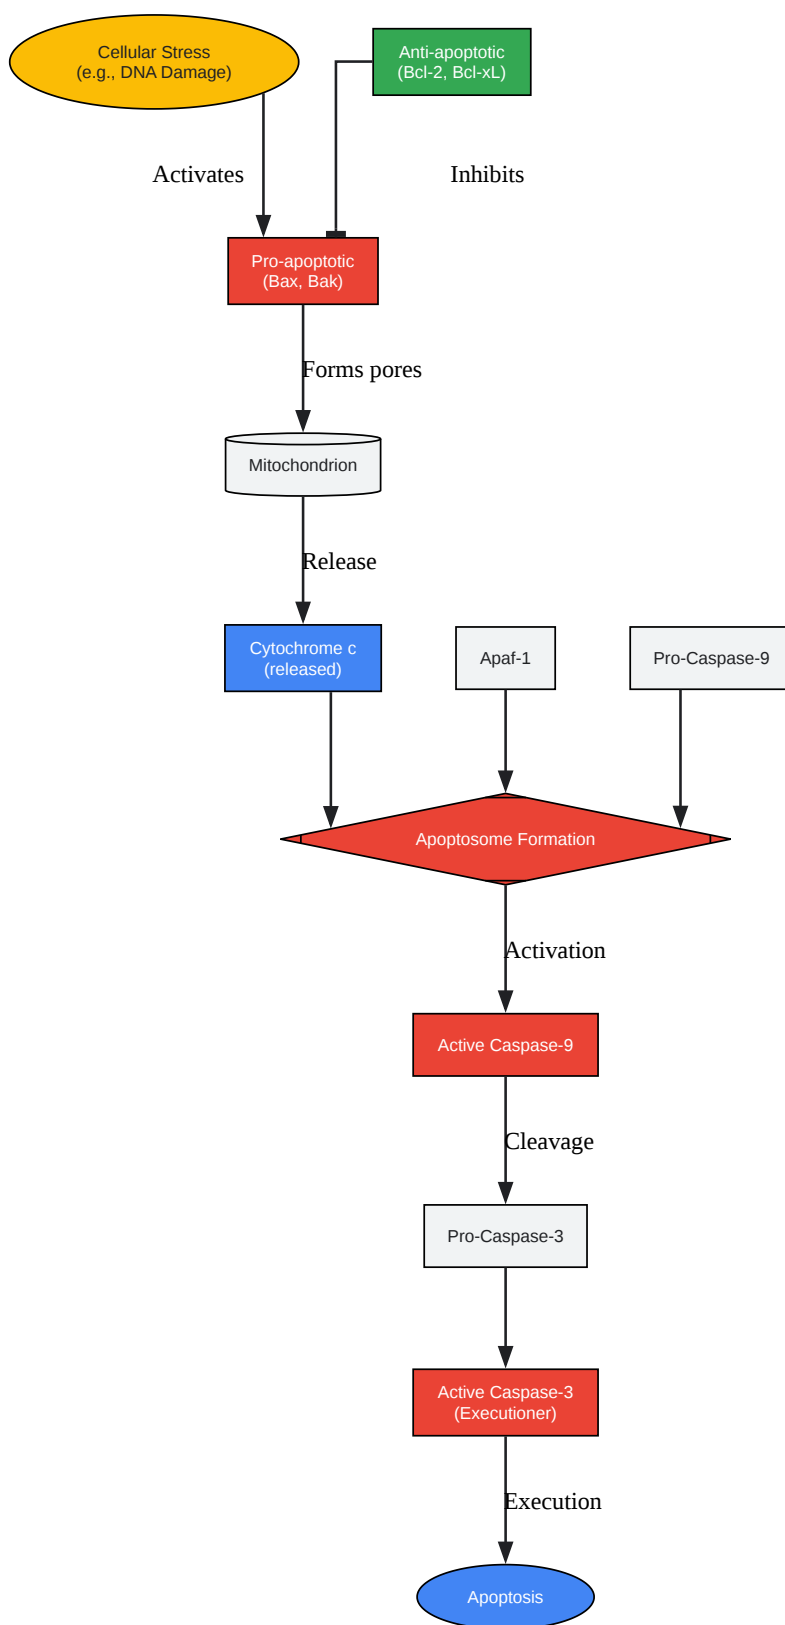 Cellular Stress
(e.g., DNA Damage)
Anti-apoptotic
(Bcl-2, Bcl-xL)
Activates
Inhibits
Pro-apoptotic
(Bax, Bak)
Forms pores
Mitochondrion
Release
Cytochrome c
(released)
Apaf-1
Pro-Caspase-9
Apoptosome Formation
Activation
Active Caspase-9
Cleavage
Pro-Caspase-3
Active Caspase-3
(Executioner)
Execution
Apoptosis